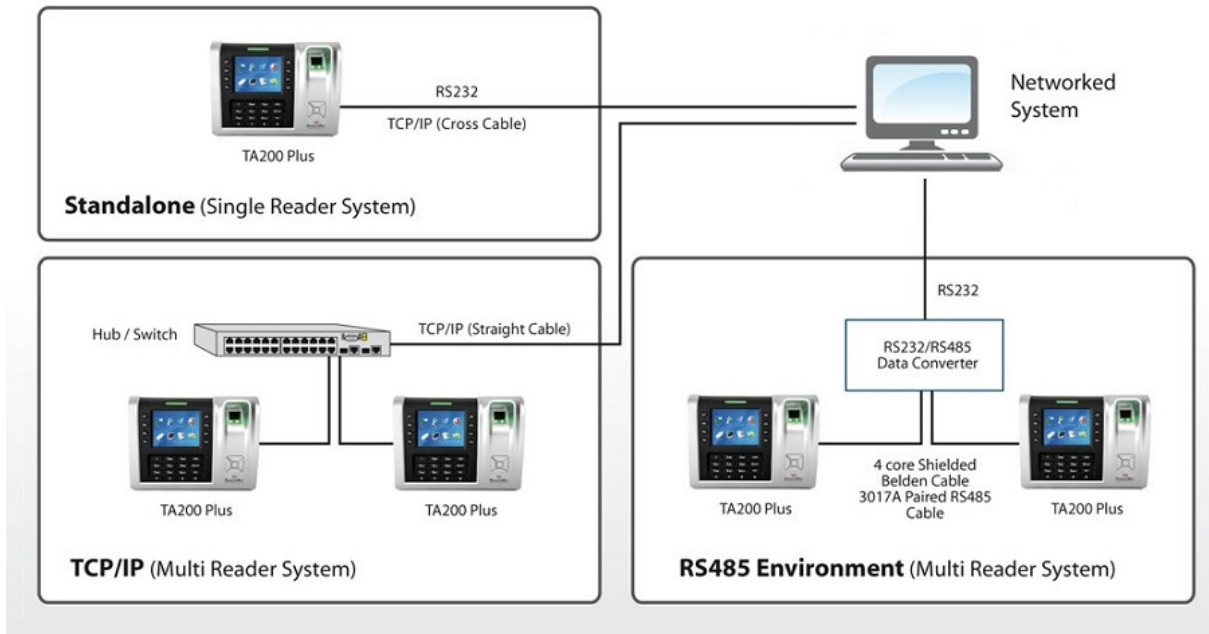 RS232
TCP/IP (Cross Cable)
TA200 Plus
Standalone (Single Reader System)
Networked
System
Hub / Switch
TCP/IP (Straight Cable)
TA200 Plus
TA200 Plus
TCP/IP (Multi Reader System)
RS232
RS232/RS485
Data Converter
4 core Shielded
Belden Cable
3017A Paired RS485
Cable
TA200 Plus
TA200 Plus
RS485 Environment (Multi Reader System)